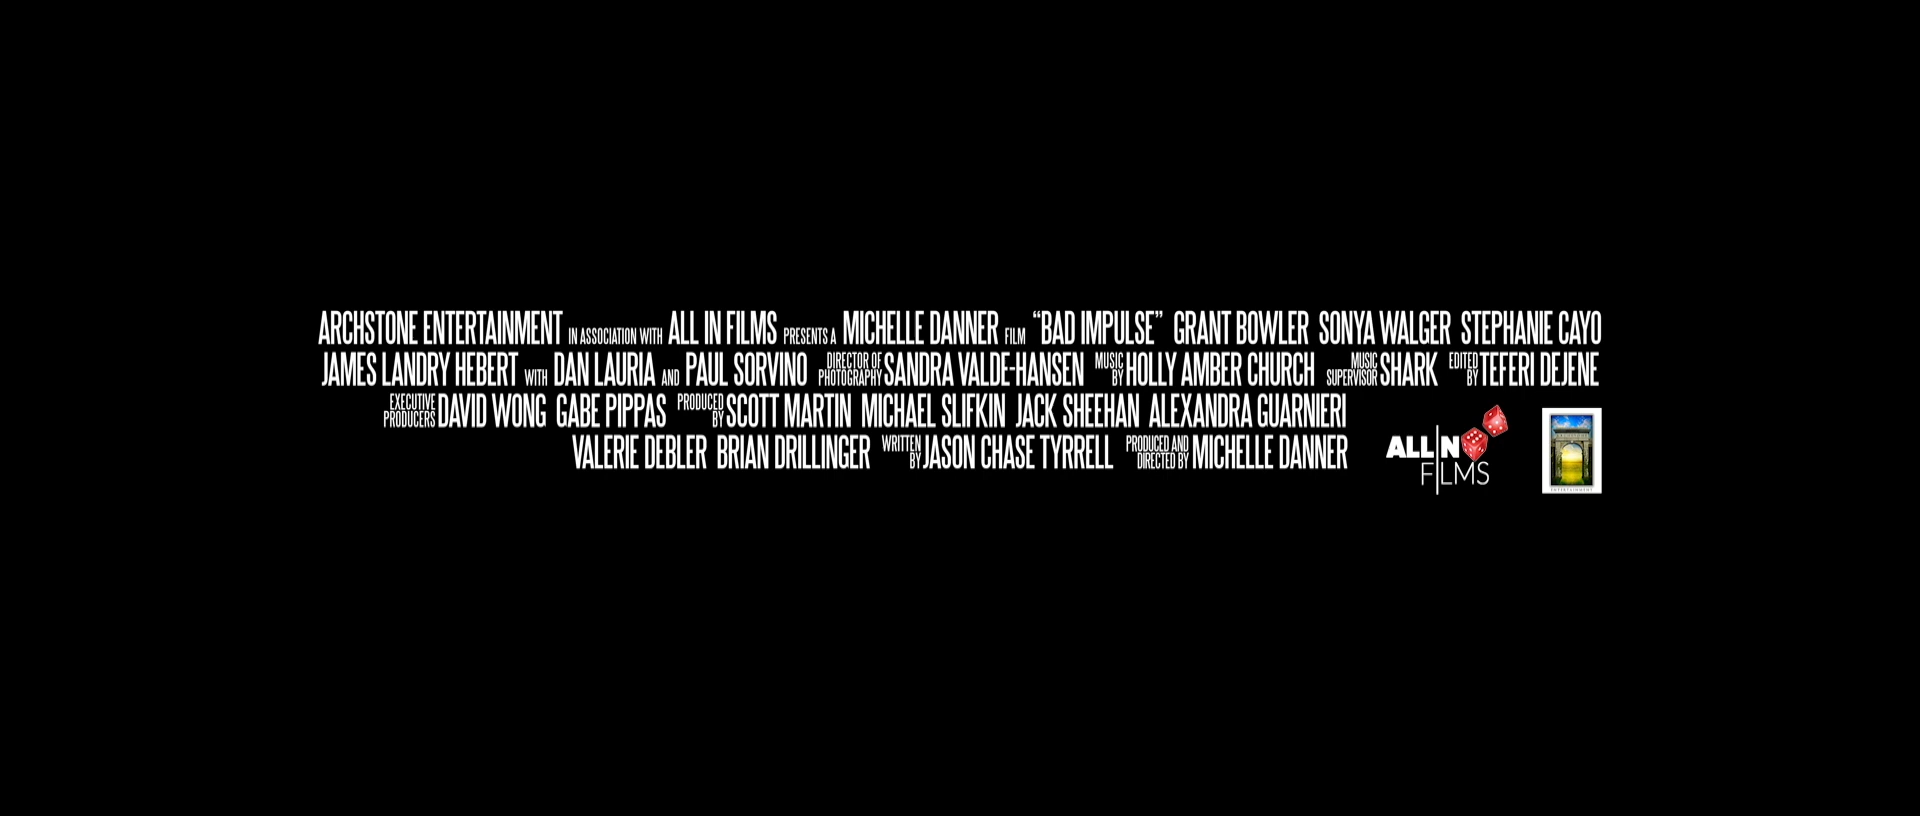 ARCHSTONE ENTERTAINMENT IN ASSOCIATION WITH ALL IN FILMS PRESENTS A MICHELLE DANNER FILM “BAD IMPULSE” GRANT BOWLER SONYA WALGER STEPHANIE CAYO
JAMES LANDRY HEBERT WITH DAN LAURIA AND PAUL SORVINO DIRECTOR OF PHOTOGRAPHY SANDRA VALDE-HANSEN MUSIC BY HOLLY AMBER CHURCH MUSIC SUPERVISOR SHARK EDITED BY TEFERI DEJENE
EXECUTIVE PRODUCERS DAVID WONG GABE PIPPAS PRODUCED BY SCOTT MARTIN MICHAEL SLIFKIN JACK SHEEHAN ALEXANDRA GUARNIERI
VALERIE DEBLER BRIAN DRILLINGER WRITTEN BY JASON CHASE TYRRELL PRODUCED AND DIRECTED BY MICHELLE DANNER
ALL IN
FILMS
ENTERTAINMENT